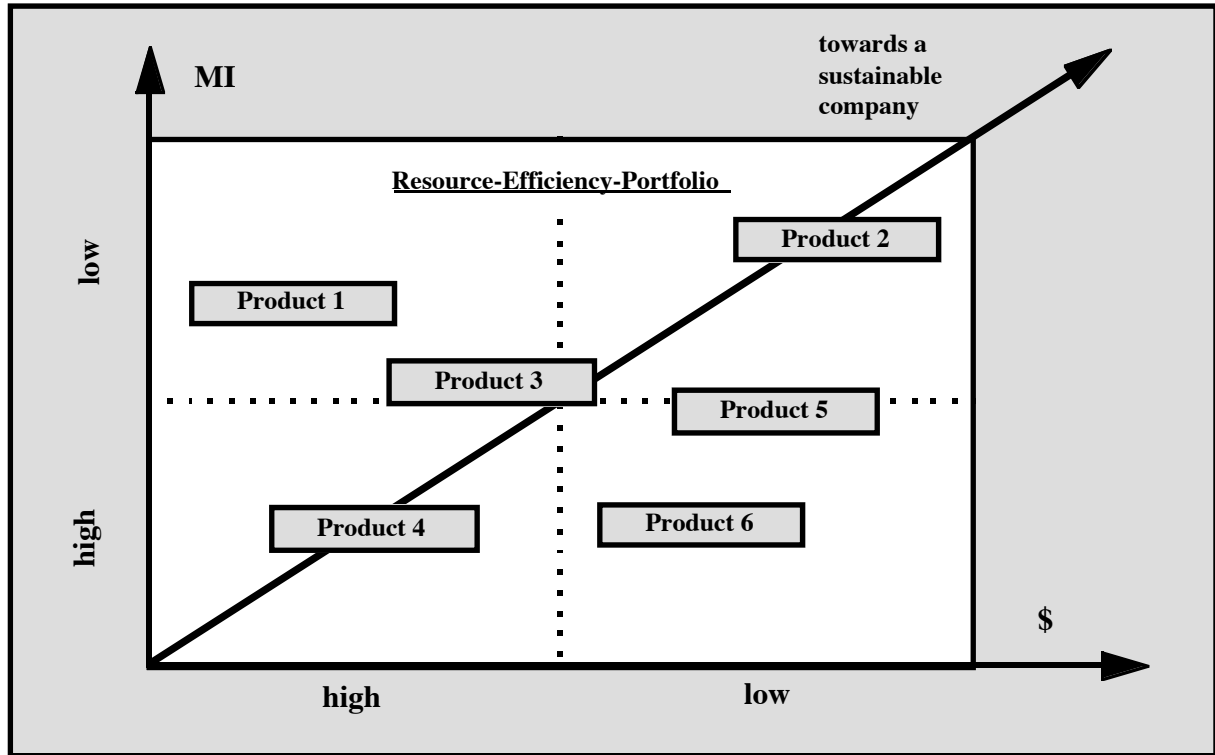 towards a
sustainable
company
MI
Resource-Efficiency-Portfolio
Product 2
low
Product 1
Product 3
Product 5
high
Product 4
Product 6
$
high
low